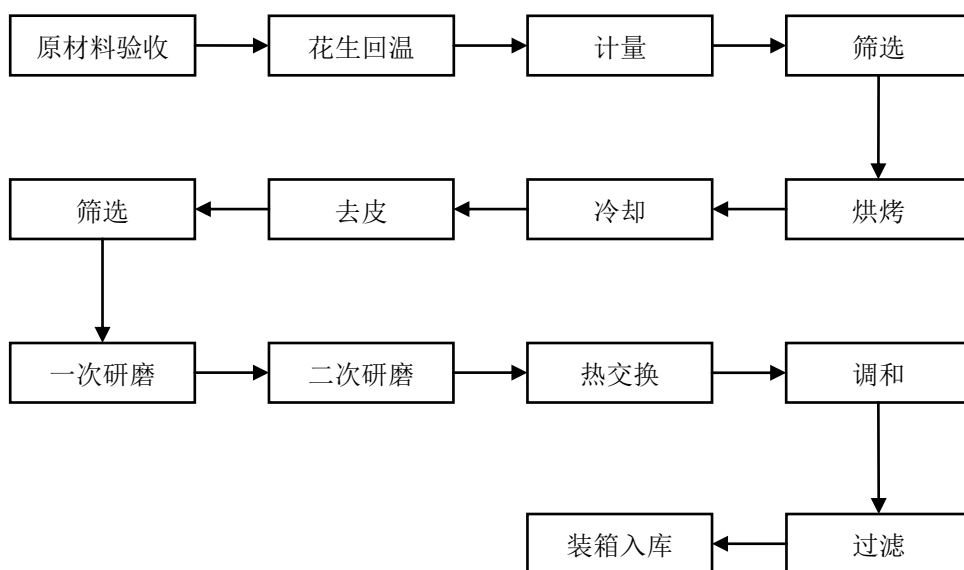 原材料验收
花生回温
计量
筛选
烘烤
冷却
去皮
筛选
一次研磨
二次研磨
热交换
调和
过滤
装箱入库